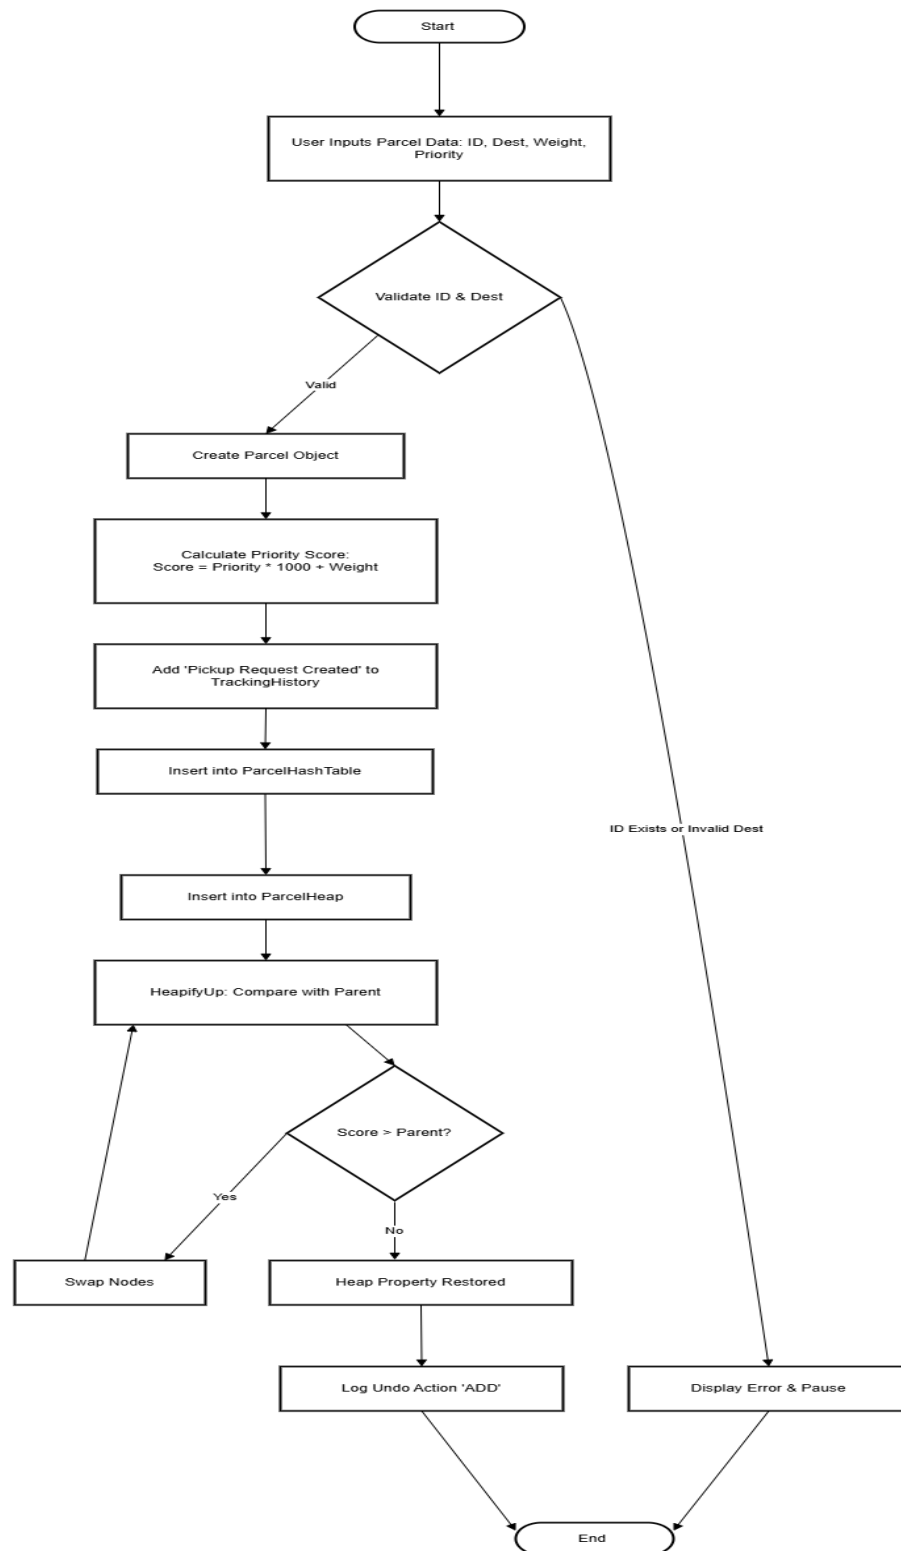 Start
User Inputs Parcel Data: ID, Dest, Weight,
Priority
Validate ID & Dest
Valid
Create Parcel Object
Calculate Priority Score:
Score = Priority * 1000 + Weight
Add 'Pickup Request Created' to
TrackingHistory
Insert into ParcelHashTable
ID Exists or Invalid Dest
Insert into ParcelHeap
HeapifyUp: Compare with Parent
Score > Parent?
Yes
No
Swap Nodes
Heap Property Restored
Log Undo Action 'ADD'
Display Error & Pause
End